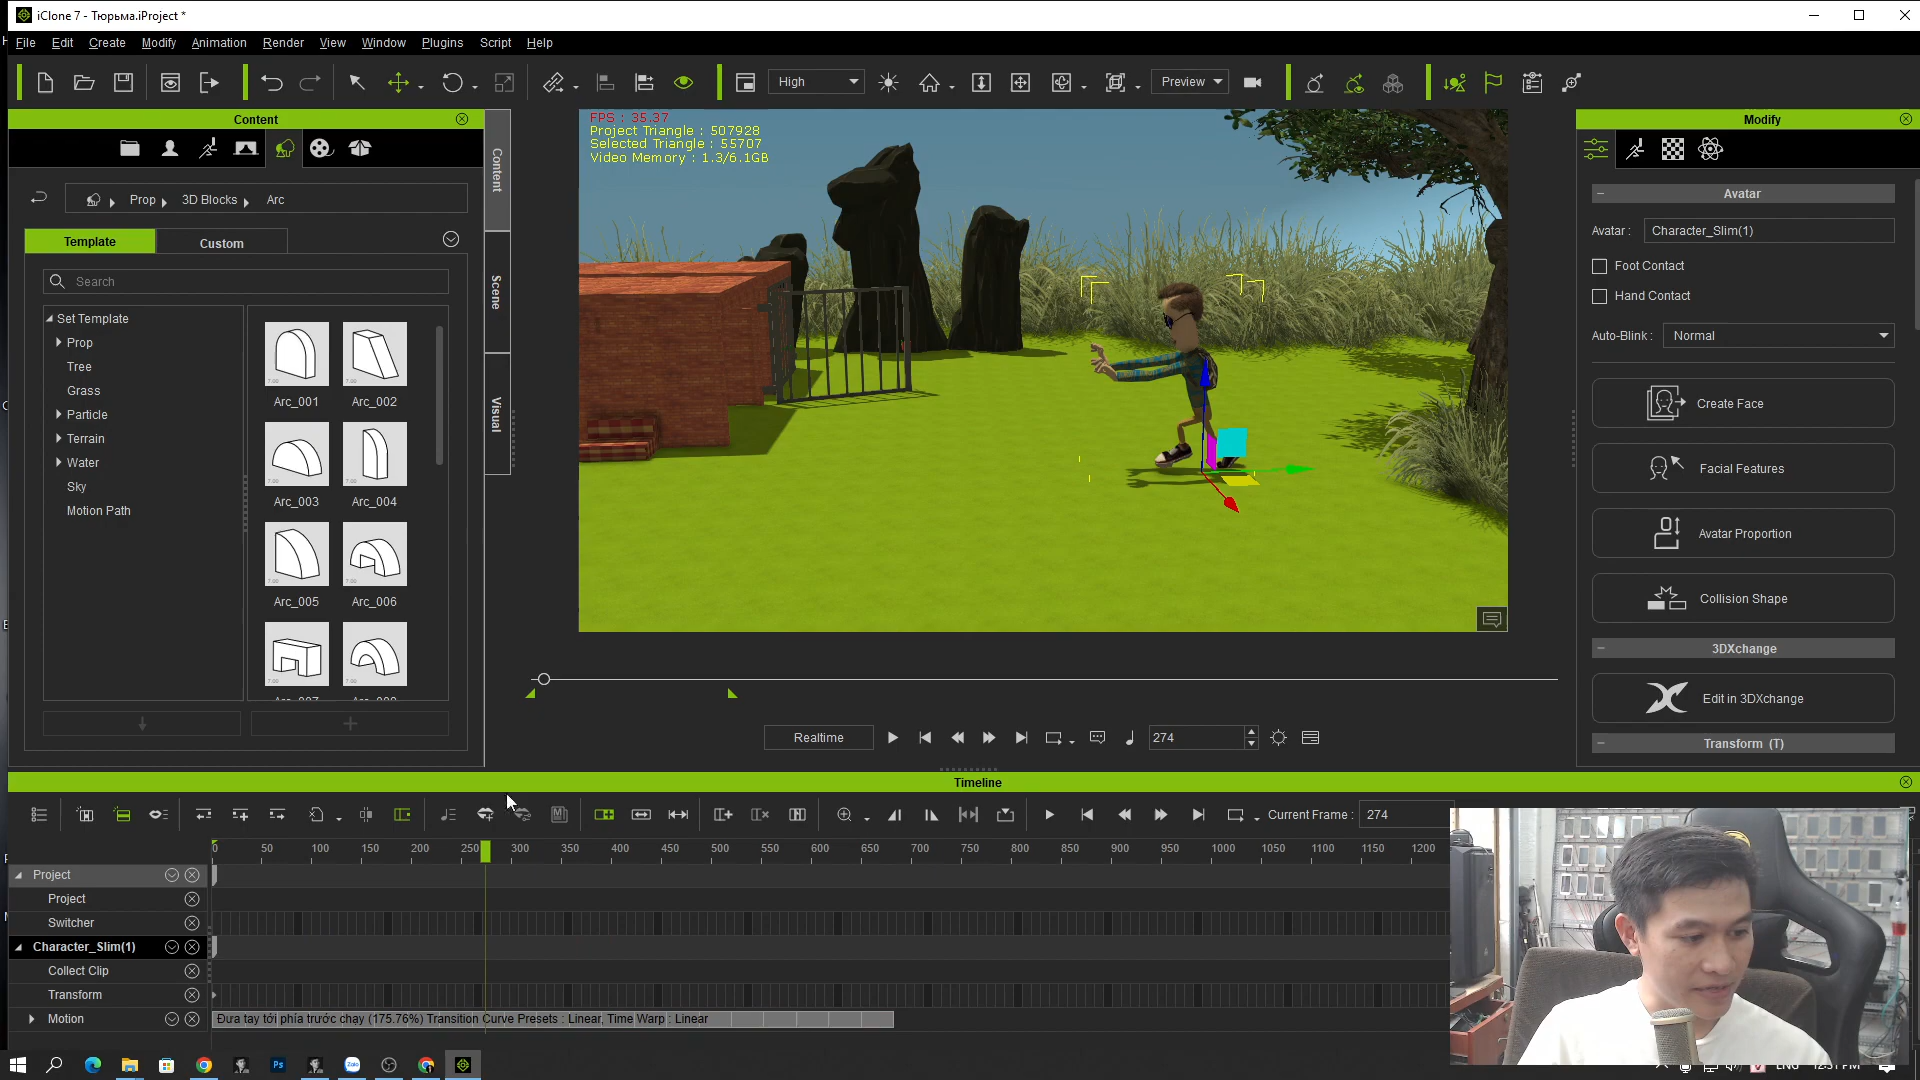 iClone 7 - Тюрьма.iProject *
File Edit Create Modify Animation Render View Window Plugins Script Help
High Preview
Content
Prop 3D Blocks Arc
Template Custom
Search
Set Template
Prop
Tree
Grass
Particle
Terrain
Water
Sky
Motion Path
Arc_001 Arc_002
Arc_003 Arc_004
Arc_005 Arc_006
Content
Scene
Visual
FPS : 35.37
Project Triangle : 507928
Selected Triangle : 55707
Video Memory : 1.3/6.1GB
Realtime 274
Modify
Avatar
Avatar : Character_Slim(1)
Foot Contact
Hand Contact
Auto-Blink : Normal
Create Face
Facial Features
Avatar Proportion
Collision Shape
3DXchange
Edit in 3DXchange
Transform (T)
Timeline
Current Frame : 274
0 50 100 150 200 250 300 350 400 450 500 550 600 650 700 750 800 850 900 950 1000 1050 1100 1150 1200
Project
Project
Switcher
Character_Slim(1)
Collect Clip
Transform
Motion
Đưa tay tới phía trước chạy (175.76%) Transition Curve Presets : Linear, Time Warp : Linear
Ps
Zalo
ENG